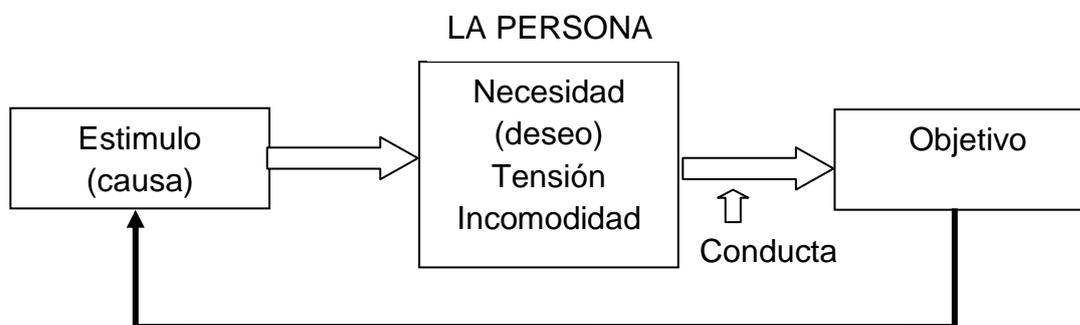 LA PERSONA
Estimulo
(causa)
Necesidad
(deseo)
Tensión
Incomodidad
Conducta
Objetivo